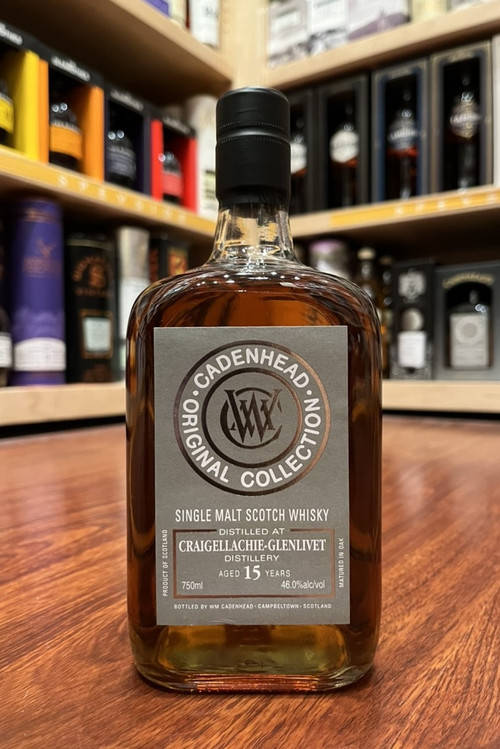 CADENHEAD
ORIGINAL COLLECTION
WC
SINGLE MALT SCOTCH WHISKY
DISTILLED AT
CRAIGELLACHIE-GLENLIVET
DISTILLERY
AGED 15 YEARS
750ml 46.0%alc/vol
PRODUCT OF SCOTLAND
MATURED IN OAK
BOTTLED BY WM CADENHEAD · CAMPBELTOWN · SCOTLAND